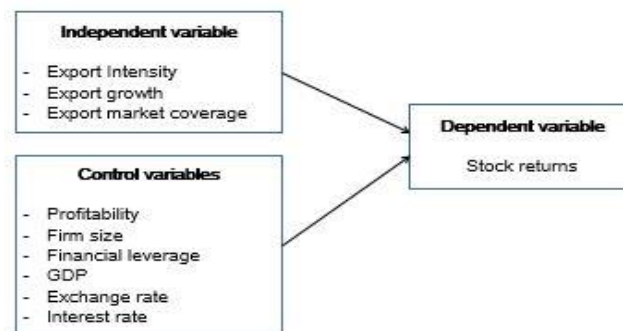 Independent variable
- Export Intensity
- Export growth
- Export market coverage
Dependent variable
Stock returns
Control variables
- Profitability
- Firm size
- Financial leverage
- GDP
- Exchange rate
- Interest rate